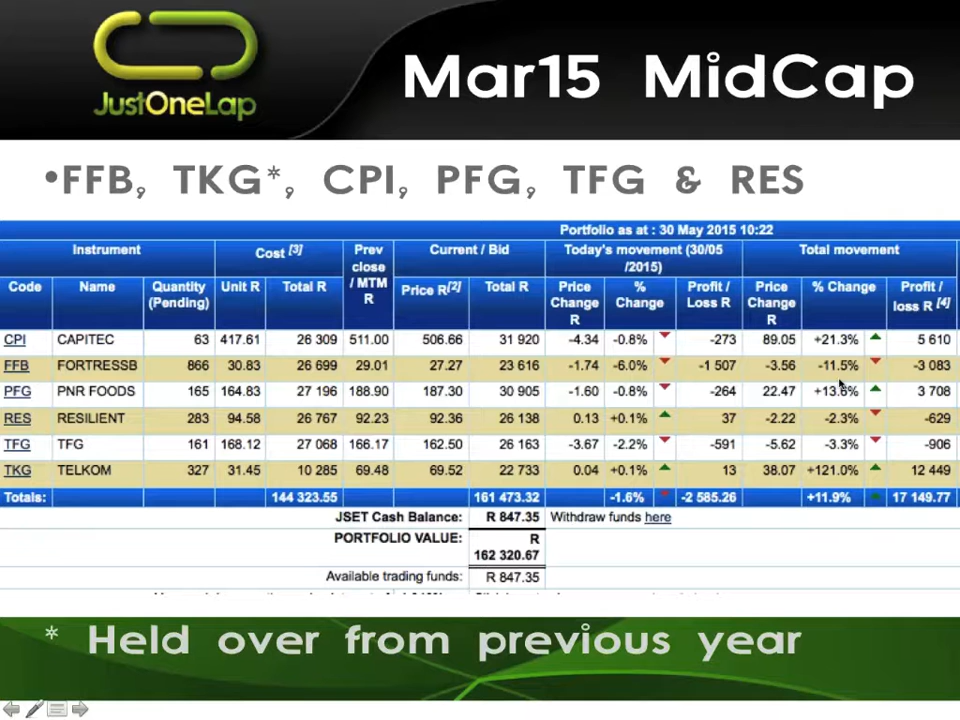 JustOneLap
Mar15 MidCap
•FFB, TKG*, CPI, PFG, TFG & RES
Portfolio as at : 30 May 2015 10:22
Instrument Cost [3] Prev close / MTM R Current / Bid Today's movement (30/05 /2015) Total movement
Code Name Quantity (Pending) Unit R Total R Price R[2] Total R Price Change R % Change Profit / Loss R Price Change R % Change Profit / loss R [4]
CPI CAPITEC 63 417.61 26 309 511.00 506.66 31 920 -4.34 -0.8% -273 89.05 +21.3% 5 610
FFB FORTRESSB 866 30.83 26 699 29.01 27.27 23 616 -1.74 -6.0% -1 507 -3.56 -11.5% -3 083
PFG PNR FOODS 165 164.83 27 196 188.90 187.30 30 905 -1.60 -0.8% -264 22.47 +13.6% 3 708
RES RESILIENT 283 94.58 26 767 92.23 92.36 26 138 0.13 +0.1% 37 -2.22 -2.3% -629
TFG TFG 161 168.12 27 068 166.17 162.50 26 163 -3.67 -2.2% -591 -5.62 -3.3% -906
TKG TELKOM 327 31.45 10 285 69.48 69.52 22 733 0.04 +0.1% 13 38.07 +121.0% 12 449
Totals: 144 323.55 161 473.32 -1.6% -2 585.26 +11.9% 17 149.77
JSET Cash Balance: R 847.35 Withdraw funds here
PORTFOLIO VALUE: R
162 320.67
Available trading funds: R 847.35
* Held over from previous year